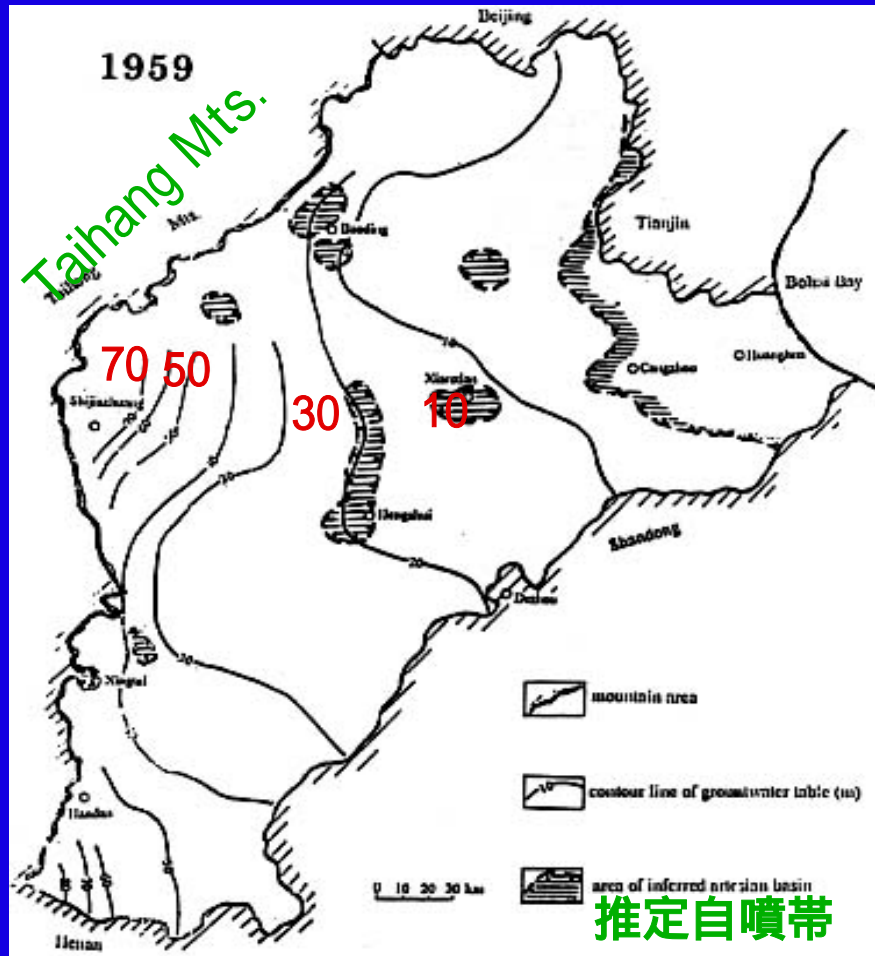 Beijing
1959
Taihang Mts.
Mts.
Tianjin
Baoding
Bohai Bay
70 50
30
10
Cangzhou
Shijiazhuang
Hengshui
Shandong
20
20
Dezhou
Xingtai
mountain area
contour line of groundwater table (m)
Handan
0 10 20 30 km
area of inferred artesian basin
推定自噴帯
Henan